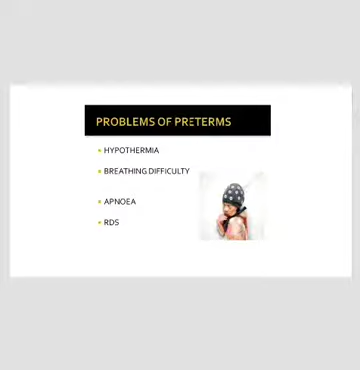 PROBLEMS OF PRETERMS
HYPOTHERMIA
BREATHING DIFFICULTY
APNOEA
RDS